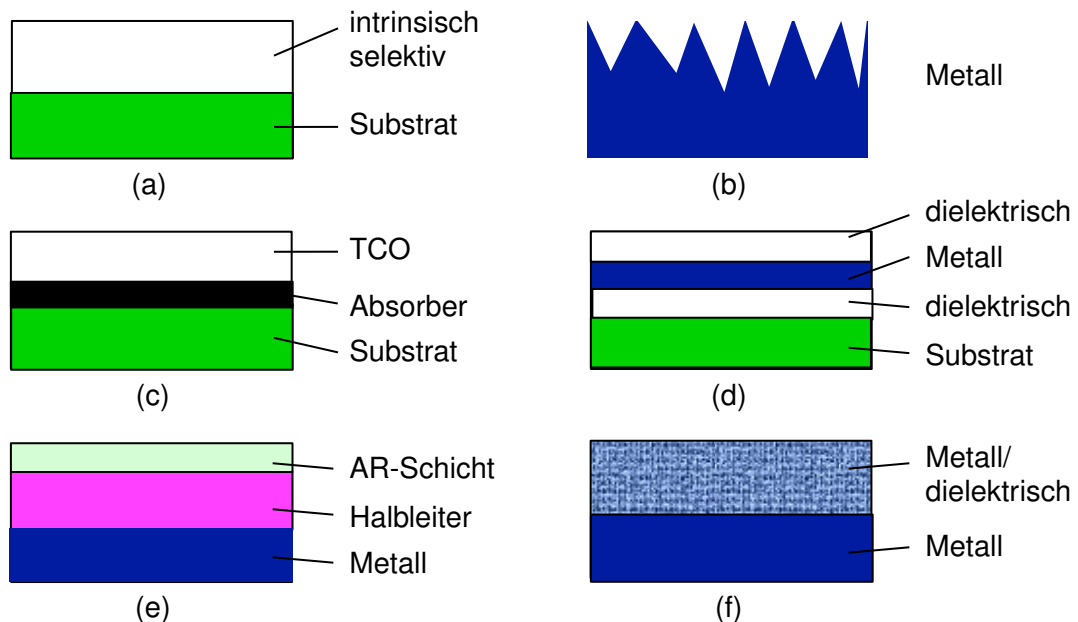 intrinsisch
selektiv
Substrat
(a)
Metall
(b)
TCO
Absorber
Substrat
(c)
dielektrisch
Metall
dielektrisch
Substrat
(d)
AR-Schicht
Halbleiter
Metall
(e)
Metall/
dielektrisch
Metall
(f)